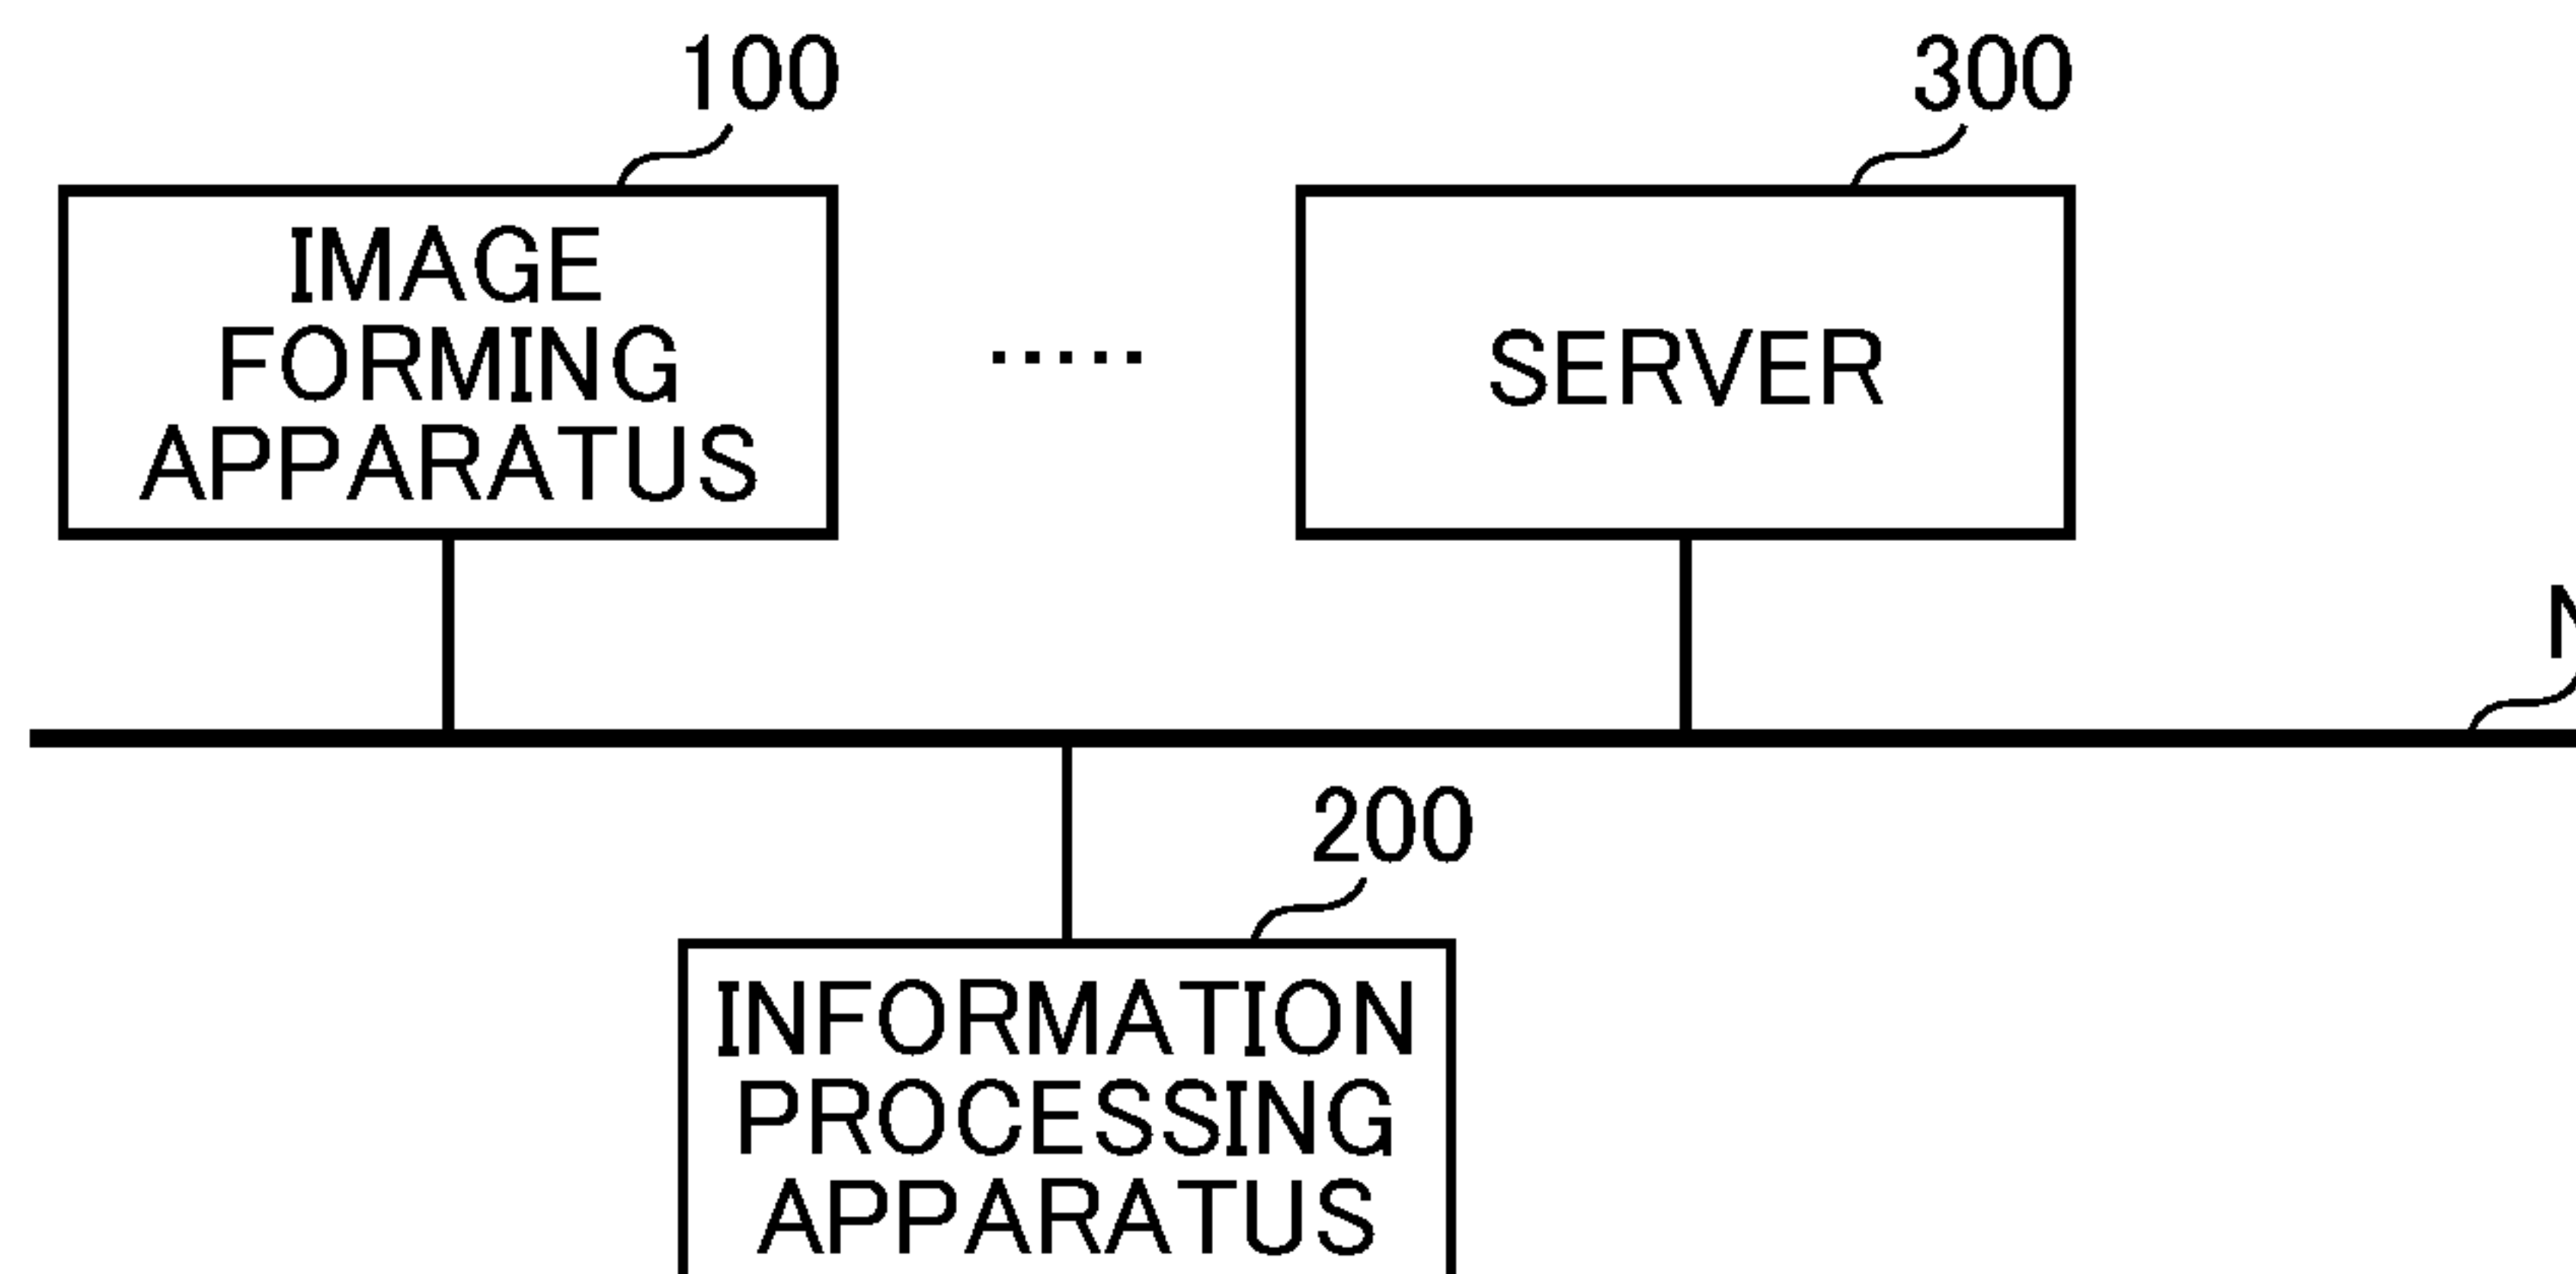 100
300
IMAGE
FORMING
APPARATUS
.....
SERVER
N
200
INFORMATION
PROCESSING
APPARATUS